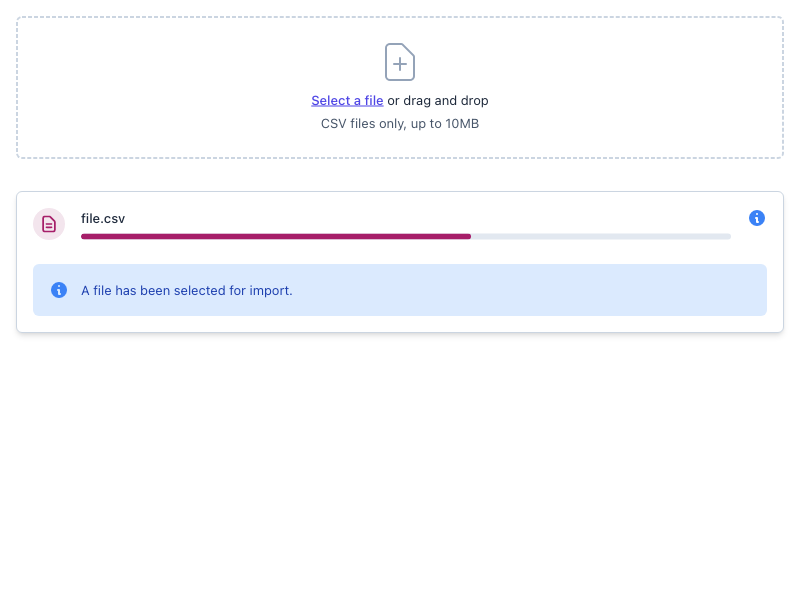 Select a file or drag and drop
CSV files only, up to 10MB
file.csv
A file has been selected for import.